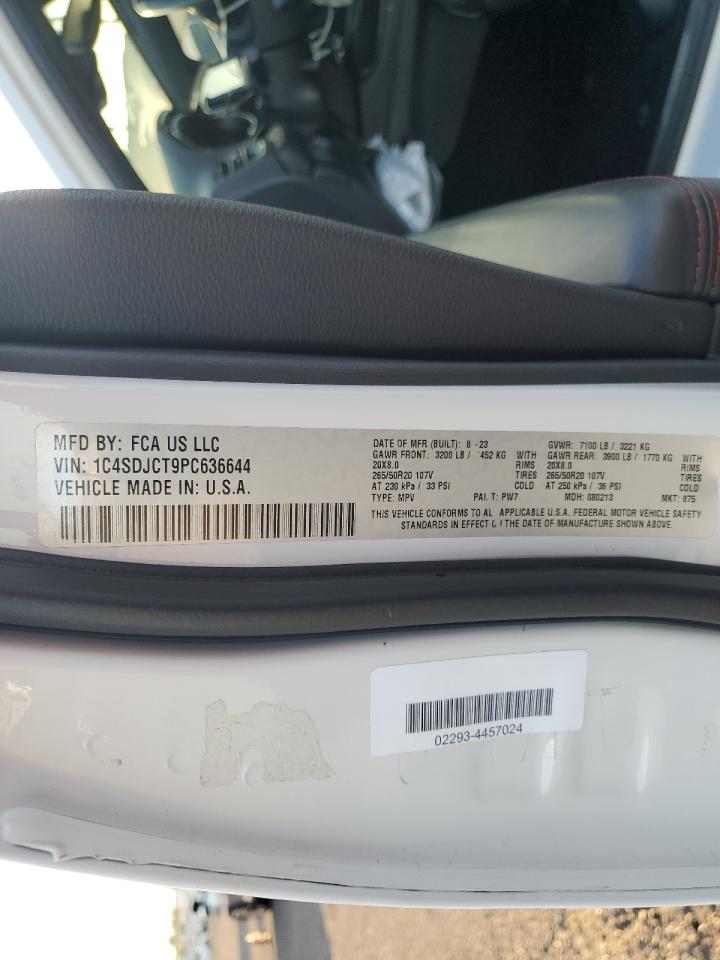 MFD BY: FCA US LLC
VIN: 1C4SDJCT9PC636644
VEHICLE MADE IN: U.S.A.
DATE OF MFR (BUILT): 8 -23 GVWR: 7100 LB / 3221 KG
GAWR FRONT: 3200 LB / 1452 KG WITH GAWR REAR: 3900 LB / 1770 KG WITH
20X8.0 RIMS 20X8.0 RIMS
265/50R20 107V TIRES 265/50R20 107V TIRES
AT 230 kPa / 33 PSI COLD AT 250 kPa / 36 PSI COLD
TYPE: MPV PAINT: PW7 MDH: 080213 MKT: 875
THIS VEHICLE CONFORMS TO ALL APPLICABLE U.S.A. FEDERAL MOTOR VEHICLE SAFETY
STANDARDS IN EFFECT ON THE DATE OF MANUFACTURE SHOWN ABOVE.
02293-4457024